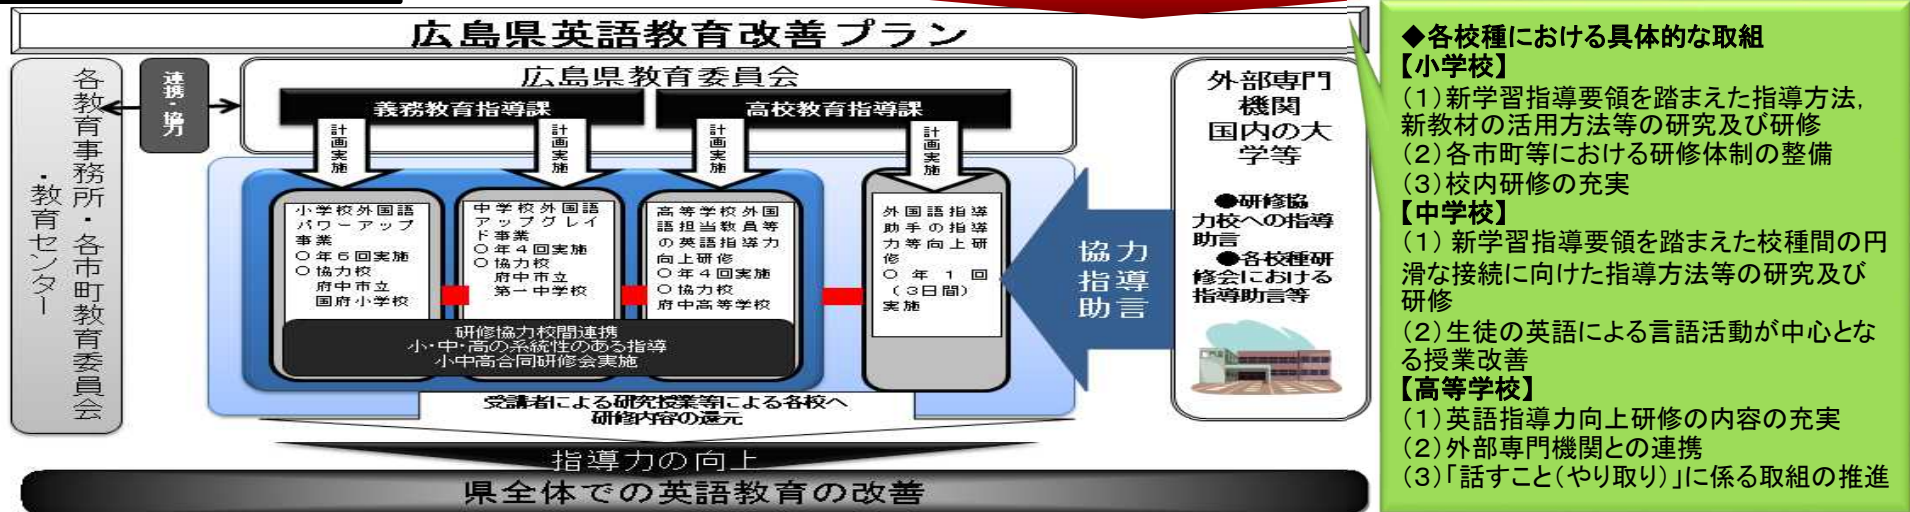 広島県英語教育改善プラン
各教育事務所・各市町教育委員会
・教育センター
連携・協力
広島県教育委員会
義務教育指導課
高校教育指導課
計画実施
計画実施
計画実施
計画実施
小学校外国語
パワーアップ
事業
○年6回実施
○協力校
府中市立
国府小学校
中学校外国語
アップグレイ
ド事業
○年4回実施
○協力校
府中市立
第一中学校
高等学校外国
語担当教員等
の英語指導力
向上研修
○年4回実施
○協力校
府中高等学校
外国語指導
助手の指導
力等向上研
修
○年1回
(3日間)
実施
研修協力校間連携
小・中・高の系統性のある指導
小中高合同研修会実施
受講者による研究授業等による各校へ
研修内容の還元
協力
指導
助言
外部専門
機関
国内の大
学等
●研修協
力校への指導
助言
●各校種研
修会における
指導助言等
指導力の向上
県全体での英語教育の改善
◆各校種における具体的な取組
【小学校】
(1)新学習指導要領を踏まえた指導方法,
新教材の活用方法等の研究及び研修
(2)各市町等における研修体制の整備
(3)校内研修の充実
【中学校】
(1) 新学習指導要領を踏まえた校種間の円
滑な接続に向けた指導方法等の研究及び
研修
(2)生徒の英語による言語活動が中心とな
る授業改善
【高等学校】
(1)英語指導力向上研修の内容の充実
(2)外部専門機関との連携
(3)「話すこと(やり取り)」に係る取組の推進